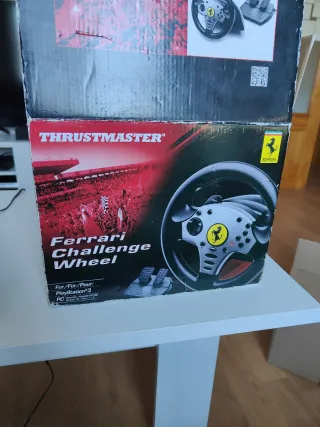 THRUSTMASTER
Ferrari
Challenge
Wheel
For/Für/Pour:
PlayStation 3
PC